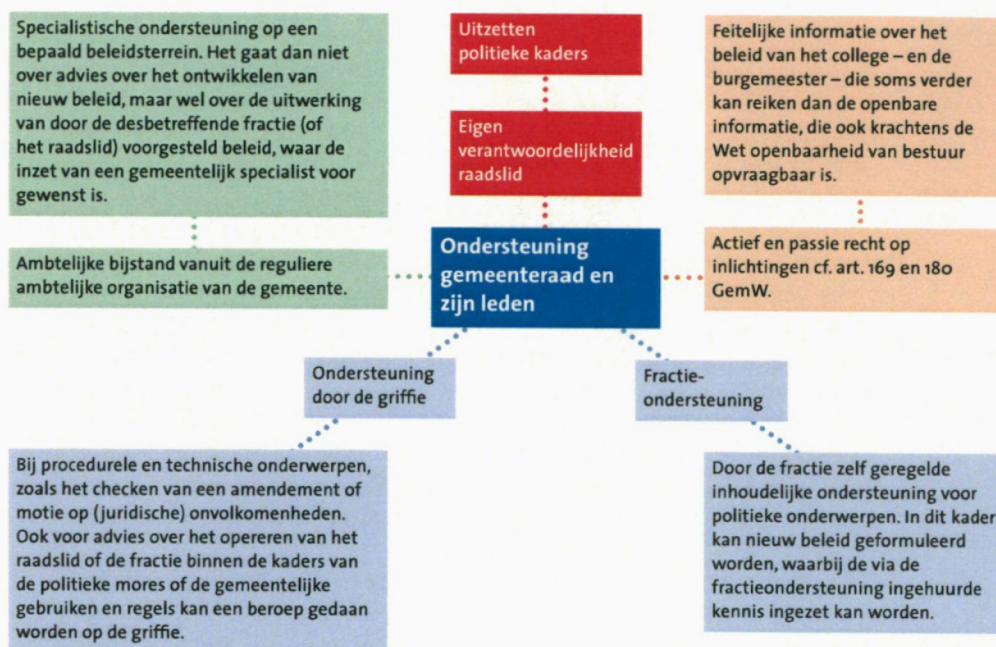 Specialistische ondersteuning op een
bepaald beleidsterrein. Het gaat dan niet
over advies over het ontwikkelen van
nieuw beleid, maar wel over de uitwerking
van door de desbetreffende fractie (of
het raadslid) voorgesteld beleid, waar de
inzet van een gemeentelijk specialist voor
gewenst is.
Uitzetten
politieke kaders
Feitelijke informatie over het
beleid van het college – en de
burgemeester – die soms verder
kan reiken dan de openbare
informatie, die ook krachtens de
Wet openbaarheid van bestuur
opvraagbaar is.
Eigen
verantwoordelijkheid
raadslid
Ambtelijke bijstand vanuit de reguliere
ambtelijke organisatie van de gemeente.
Ondersteuning
gemeenteraad en
zijn leden
Actief en passie recht op
inlichtingen cf. art. 169 en 180
GemW.
Ondersteuning
door de griffie
Fractie-
ondersteuning
Bij procedurele en technische onderwerpen,
zoals het checken van een amendement of
motie op (juridische) onvolkomenheden.
Ook voor advies over het opereren van het
raadslid of de fractie binnen de kaders van
de politieke mores of de gemeentelijke
gebruiken en regels kan een beroep gedaan
worden op de griffie.
Door de fractie zelf geregelde
inhoudelijke ondersteuning voor
politieke onderwerpen. In dit kader
kan nieuw beleid geformuleerd
worden, waarbij de via de
fractieondersteuning ingehuurde
kennis ingezet kan worden.